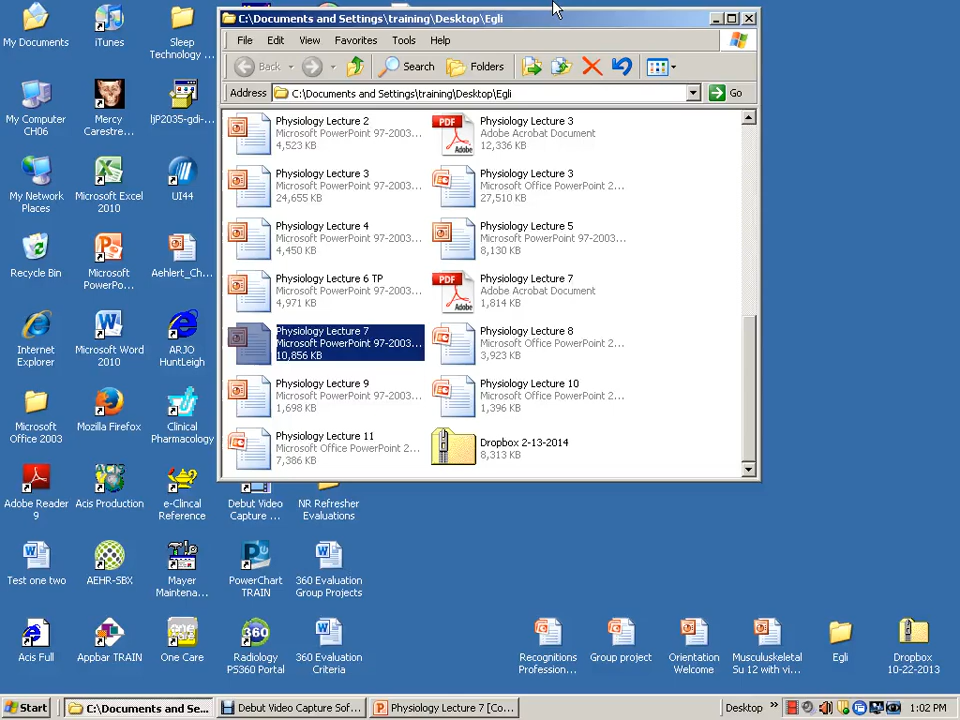 C:\Documents and Settings\training\Desktop\Egli
File Edit View Favorites Tools Help
Back Search Folders
Address C:\Documents and Settings\training\Desktop\Egli Go
Physiology Lecture 2
Microsoft PowerPoint 97-2003...
4,523 KB
Physiology Lecture 3
Adobe Acrobat Document
12,336 KB
Physiology Lecture 3
Microsoft PowerPoint 97-2003...
24,655 KB
Physiology Lecture 3
Microsoft Office PowerPoint 2...
27,510 KB
Physiology Lecture 4
Microsoft PowerPoint 97-2003...
4,450 KB
Physiology Lecture 5
Microsoft PowerPoint 97-2003...
8,130 KB
Physiology Lecture 6 TP
Microsoft PowerPoint 97-2003...
4,971 KB
PDF
Adobe
Physiology Lecture 7
Adobe Acrobat Document
1,814 KB
Physiology Lecture 7
Microsoft PowerPoint 97-2003...
10,856 KB
Physiology Lecture 8
Microsoft Office PowerPoint 2...
3,923 KB
Physiology Lecture 9
Microsoft PowerPoint 97-2003...
1,698 KB
Physiology Lecture 10
Microsoft Office PowerPoint 2...
1,396 KB
Physiology Lecture 11
Microsoft Office PowerPoint 2...
7,386 KB
Dropbox 2-13-2014
8,313 KB
My Documents
iTunes
Sleep
Technology ...
My Computer
CH06
Mercy
Carestre...
ljP2035-gdi-...
My Network
Places
Microsoft Excel
2010
UI44
Recycle Bin
Microsoft
PowerPo...
Aehlert_Ch...
Internet
Explorer
Microsoft Word
2010
ARJO
HuntLeigh
Microsoft
Office 2003
Mozilla Firefox
Clinical
Pharmacology
Adobe Reader
9
Acis Production
e-Clincal
Reference
Debut Video
Capture ...
NR Refresher
Evaluations
Test one two
AEHR-SBX
Mayer
Maintena...
PowerChart
TRAIN
360 Evaluation
Group Projects
Acis Full
Appbar TRAIN
One Care
Radiology
PS360 Portal
360 Evaluation
Criteria
Recognitions
Profession...
Group project
Orientation
Welcome
Musculuskeletal
Su 12 with vi...
Egli
Dropbox
10-22-2013
Start
C:\Documents and Se...
Debut Video Capture Sof...
Physiology Lecture 7 [Co...
Desktop
1:02 PM